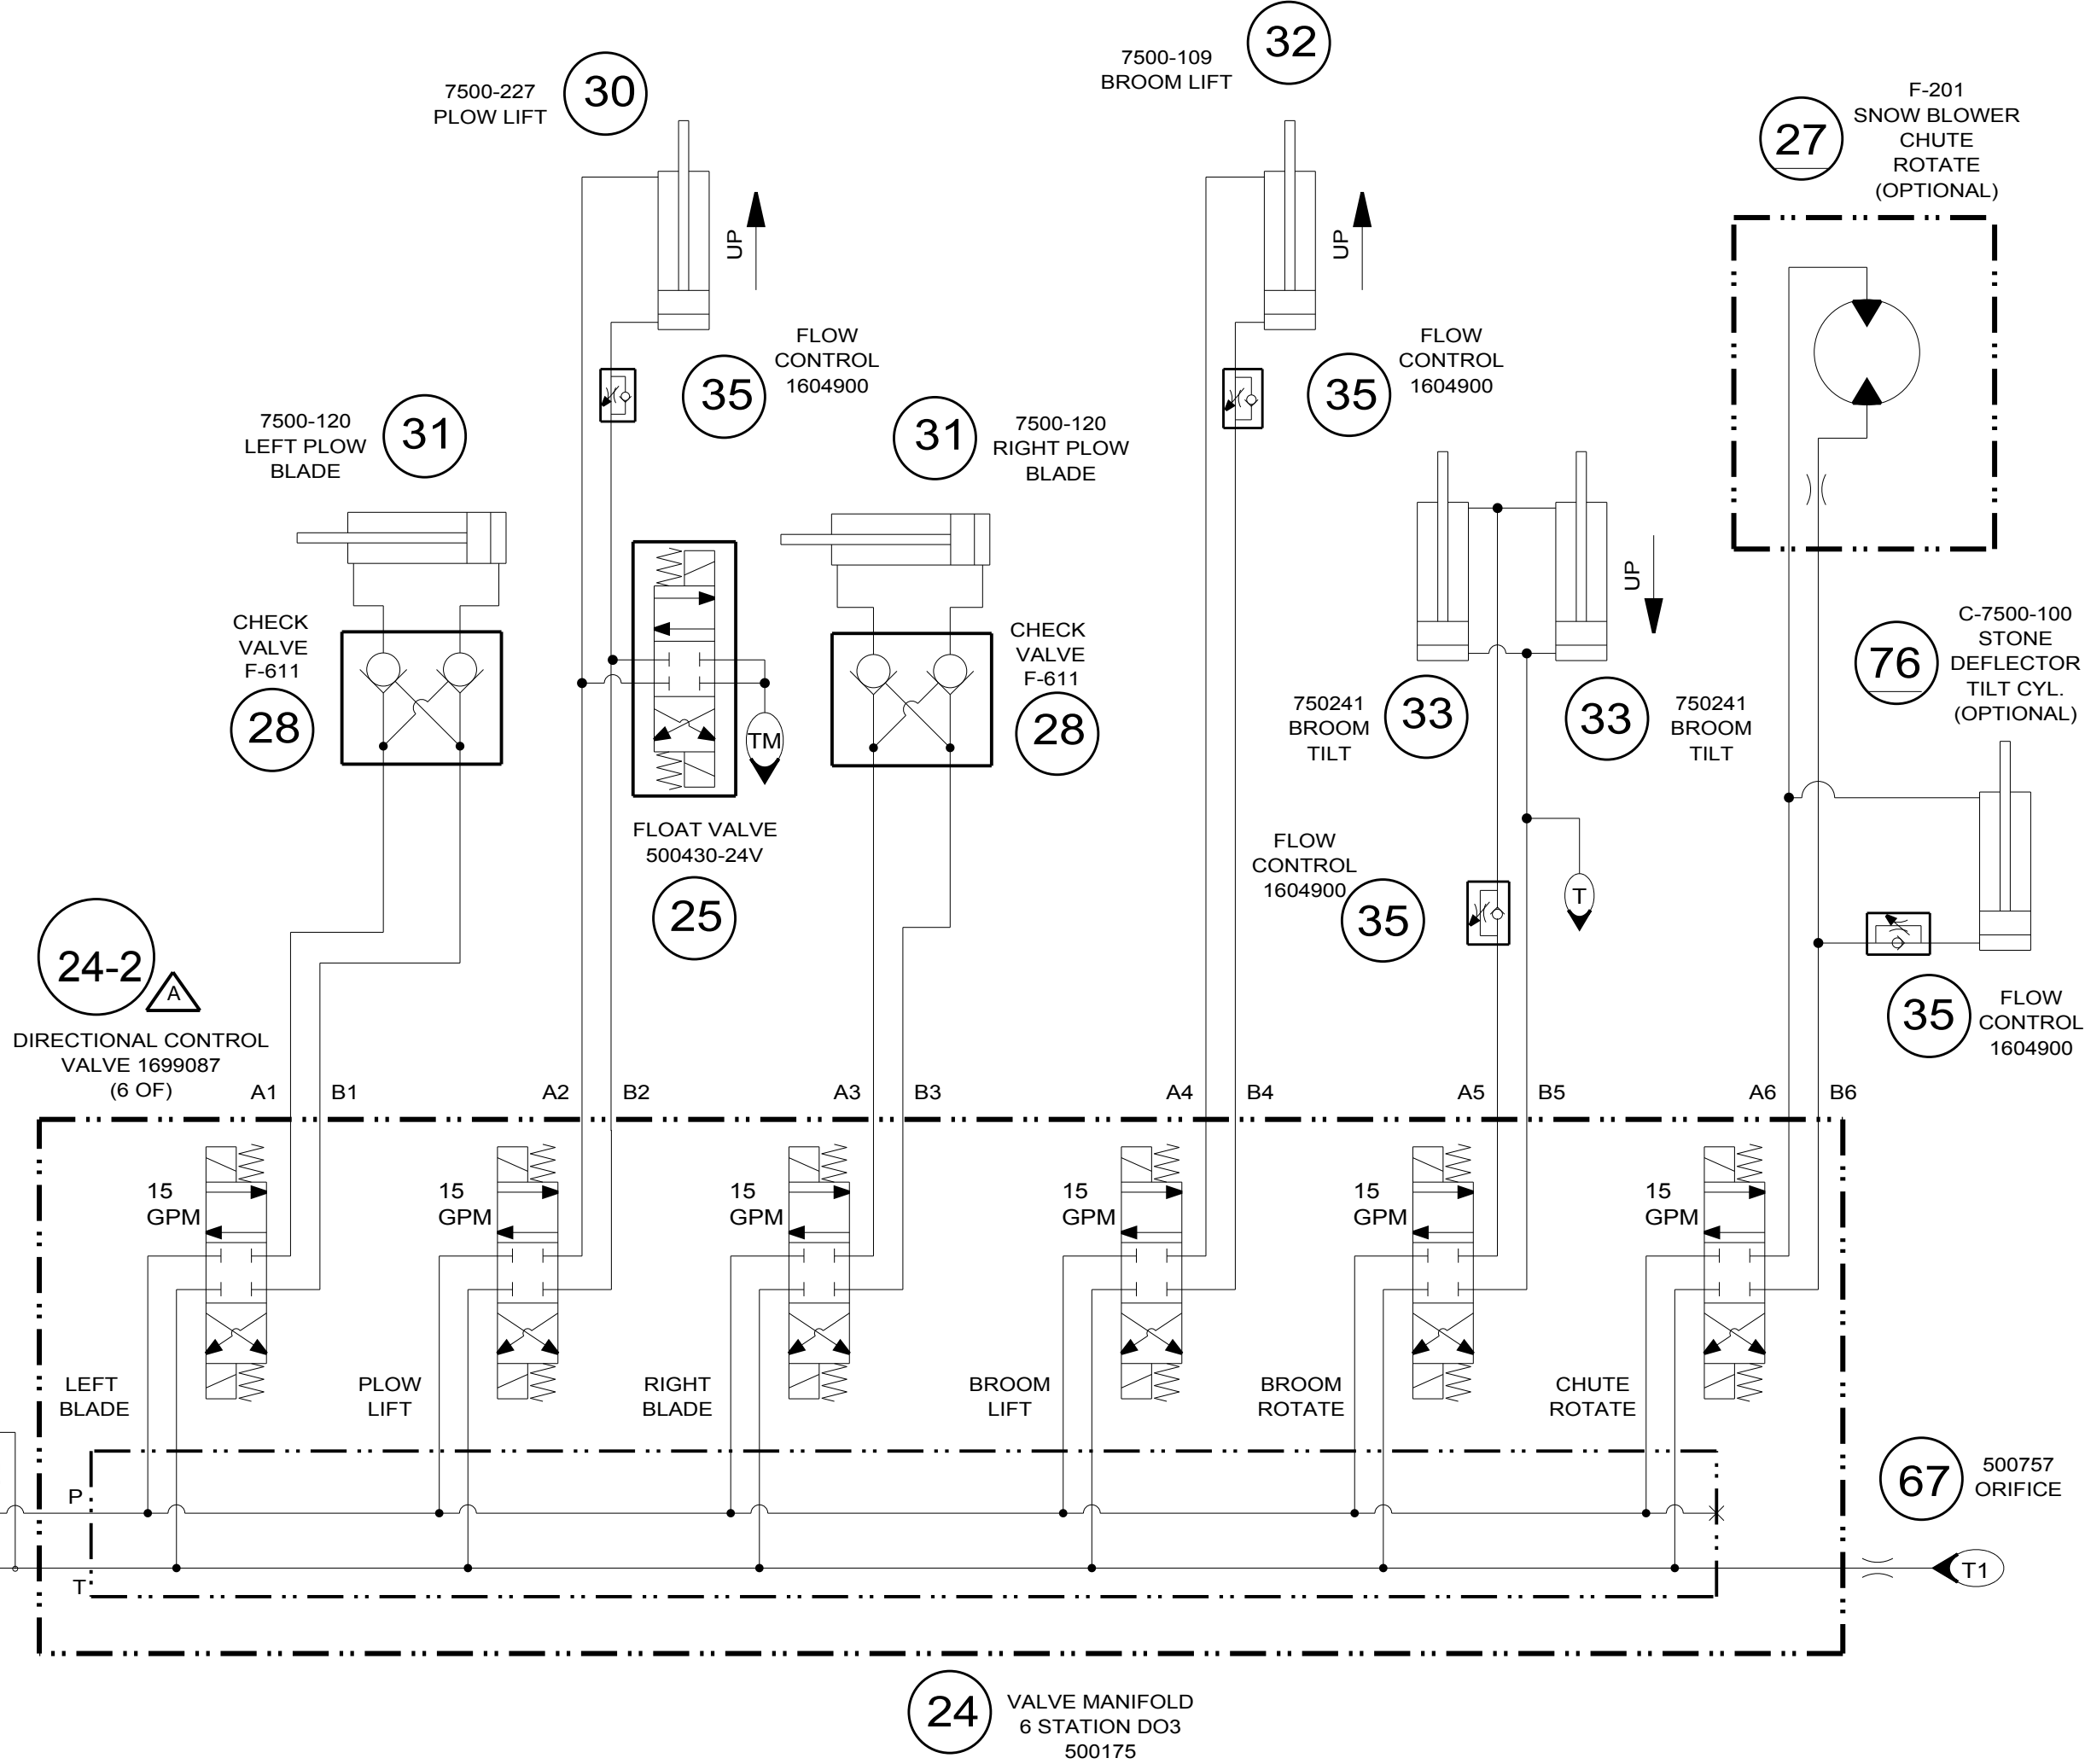 32
7500-109
BROOM LIFT
30
7500-227
PLOW LIFT
27
F-201
SNOW BLOWER
CHUTE
ROTATE
(OPTIONAL)
UP
UP
35
FLOW
CONTROL
1604900
35
FLOW
CONTROL
1604900
7500-120
LEFT PLOW
BLADE
31
31
7500-120
RIGHT PLOW
BLADE
UP
CHECK
VALVE
F-611
28
TM
CHECK
VALVE
F-611
28
750241
BROOM
TILT
33
33
750241
BROOM
TILT
76
C-7500-100
STONE
DEFLECTOR
TILT CYL.
(OPTIONAL)
FLOAT VALVE
500430-24V
25
FLOW
CONTROL
1604900
35
T
24-2
A
DIRECTIONAL CONTROL
VALVE 1699087
(6 OF)
35
FLOW
CONTROL
1604900
A1 B1 A2 B2 A3 B3 A4 B4 A5 B5 A6 B6
15
GPM
15
GPM
15
GPM
15
GPM
15
GPM
15
GPM
LEFT
BLADE
PLOW
LIFT
RIGHT
BLADE
BROOM
LIFT
BROOM
ROTATE
CHUTE
ROTATE
P
T
67
500757
ORIFICE
T1
24
VALVE MANIFOLD
6 STATION DO3
500175